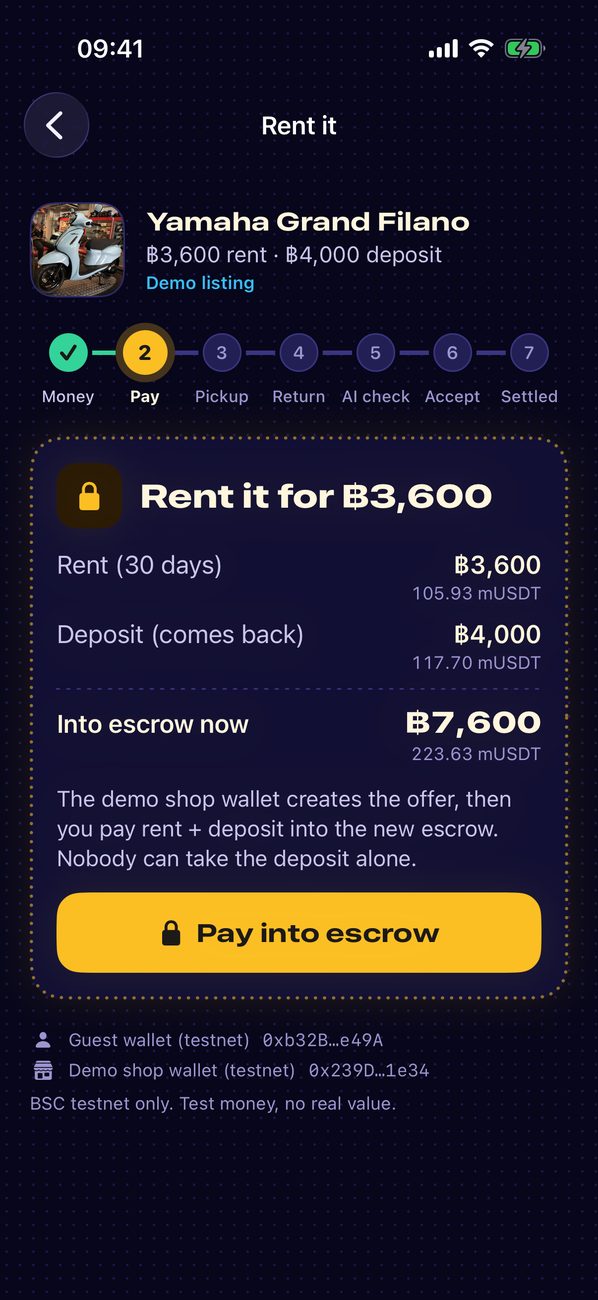 09:41
Rent it
Yamaha Grand Filano
฿3,600 rent · ฿4,000 deposit
Demo listing
2 3 4 5 6 7
Money Pay Pickup Return AI check Accept Settled
Rent it for ฿3,600
Rent (30 days) ฿3,600
105.93 mUSDT
Deposit (comes back) ฿4,000
117.70 mUSDT
Into escrow now ฿7,600
223.63 mUSDT
The demo shop wallet creates the offer, then
you pay rent + deposit into the new escrow.
Nobody can take the deposit alone.
Pay into escrow
Guest wallet (testnet) 0xb32B…e49A
Demo shop wallet (testnet) 0x239D…1e34
BSC testnet only. Test money, no real value.